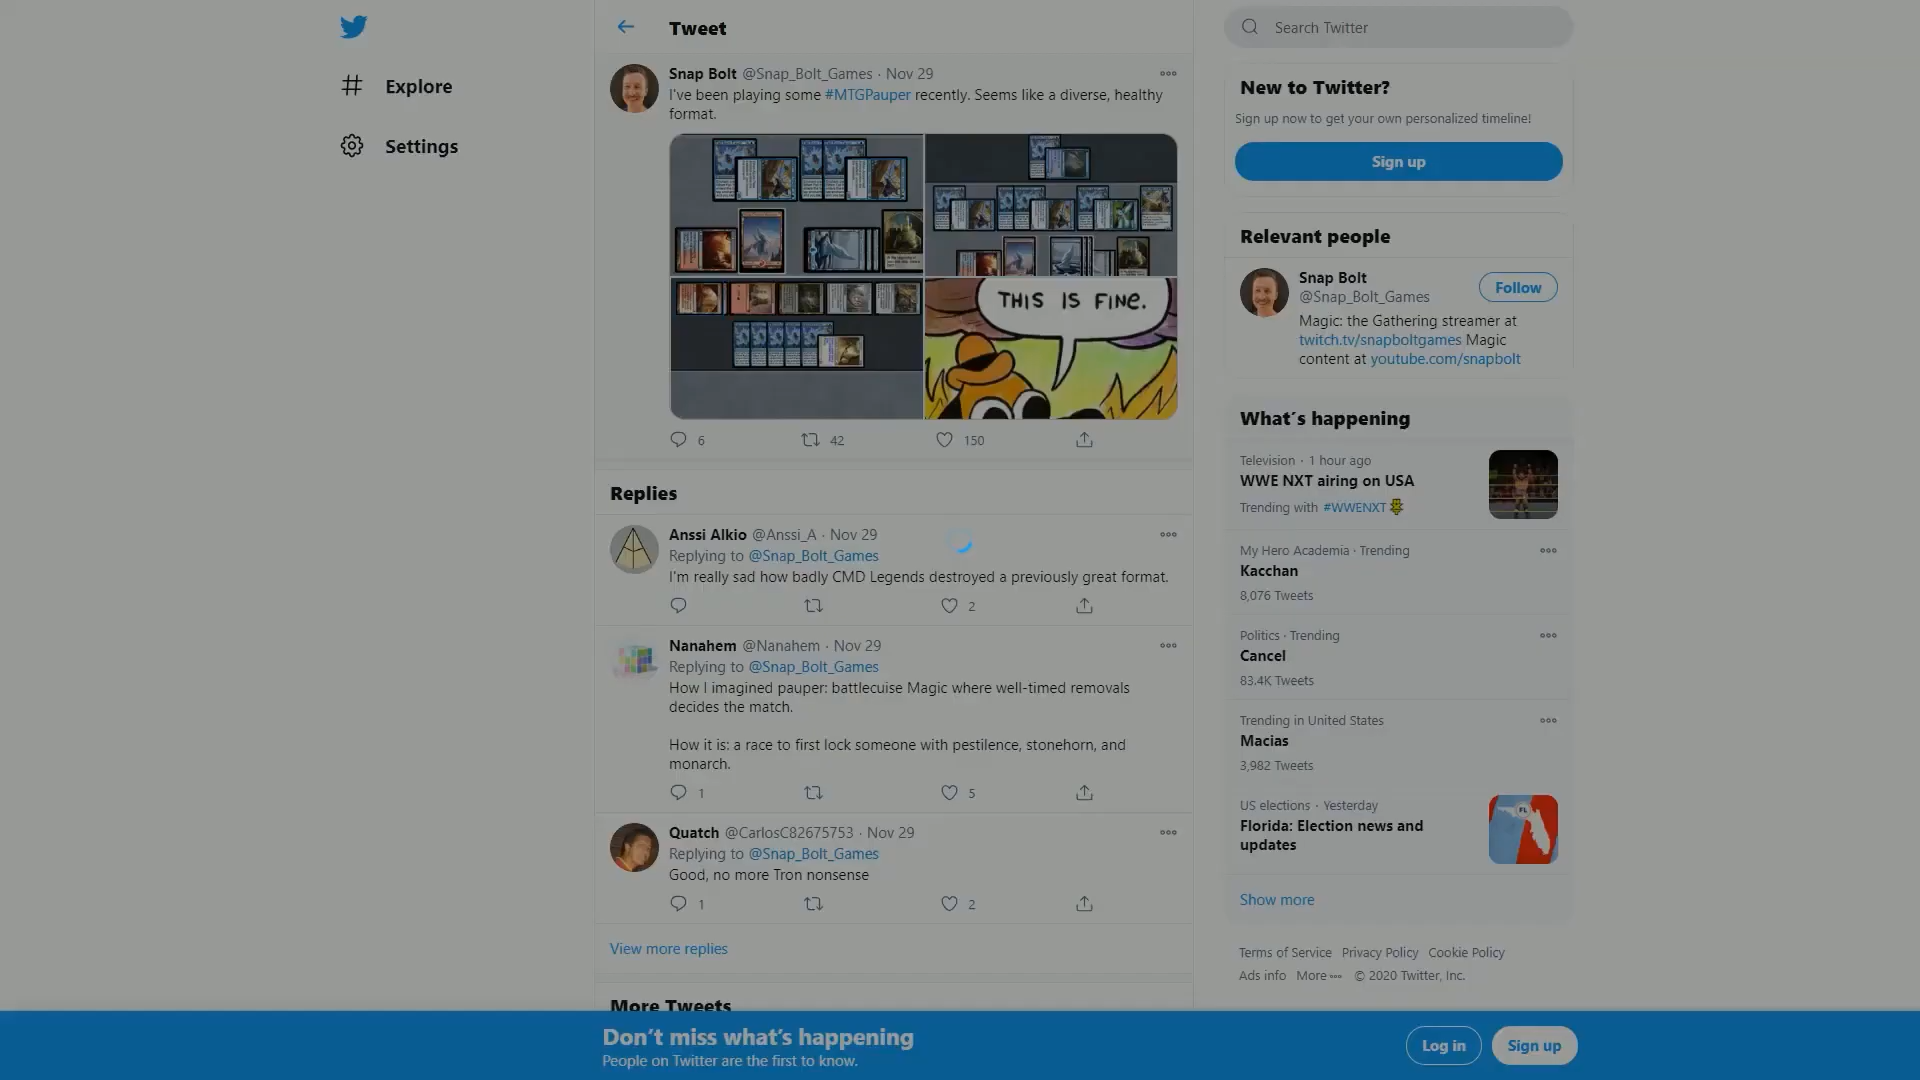 Explore
Settings
Tweet
Snap Bolt @Snap_Bolt_Games · Nov 29
I've been playing some #MTGPauper recently. Seems like a diverse, healthy
format.
THIS IS FINE.
6 42 150
Replies
Anssi Alkio @Anssi_A · Nov 29
Replying to @Snap_Bolt_Games
I'm really sad how badly CMD Legends destroyed a previously great format.
2
Nanahem @Nanahem · Nov 29
Replying to @Snap_Bolt_Games
How I imagined pauper: battlecuise Magic where well-timed removals
decides the match.
How it is: a race to first lock someone with pestilence, stonehorn, and
monarch.
1 5
Quatch @CarlosC82675753 · Nov 29
Replying to @Snap_Bolt_Games
Good, no more Tron nonsense
1 2
View more replies
More Tweets
Search Twitter
New to Twitter?
Sign up now to get your own personalized timeline!
Sign up
Relevant people
Snap Bolt
@Snap_Bolt_Games
Follow
Magic: the Gathering streamer at
twitch.tv/snapboltgames Magic
content at youtube.com/snapbolt
What's happening
Television · 1 hour ago
WWE NXT airing on USA
Trending with #WWENXT
My Hero Academia · Trending
Kacchan
8,076 Tweets
Politics · Trending
Cancel
83.4K Tweets
Trending in United States
Macias
3,982 Tweets
US elections · Yesterday
Florida: Election news and
updates
FL
Show more
Terms of Service Privacy Policy Cookie Policy
Ads info More © 2020 Twitter, Inc.
Don't miss what's happening
People on Twitter are the first to know.
Log in
Sign up